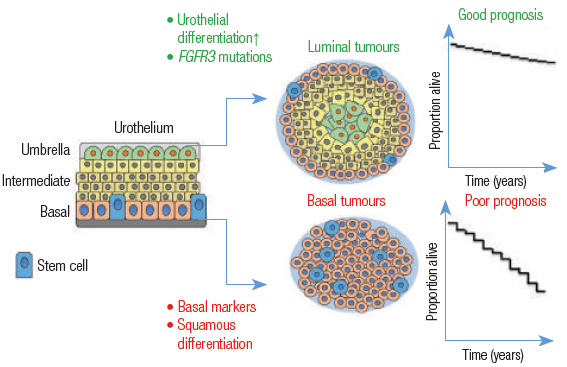 • Urothelial
differentiation↑
• FGFR3 mutations
Luminal tumours
Good prognosis
Proportion alive
Time (years)
Urothelium
Umbrella
Intermediate
Basal
Stem cell
Basal tumours
Poor prognosis
Proportion alive
Time (years)
• Basal markers
• Squamous
differentiation